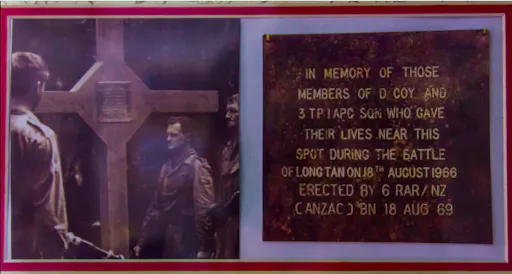 IN MEMORY OF THOSE
MEMBERS OF D COY AND
3 TP 1 APC SQN WHO GAVE
THEIR LIVES NEAR THIS
SPOT DURING THE BATTLE
OF LONG TAN ON 18TH AUGUST 1966
ERECTED BY 6 RAR/NZ
(ANZAC) BN 18 AUG 69